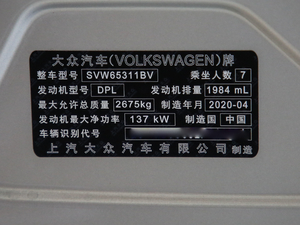 大众汽车(VOLKSWAGEN)牌
整车型号 SVW65311BV 乘坐人数 7
发动机型号 DPL 发动机排量 1984 mL
最大允许总质量 2675kg 制造年月 2020-04
发动机最大净功率 137 kW 制造国 中国
车辆识别代号
上汽大众汽车有限公司 制造